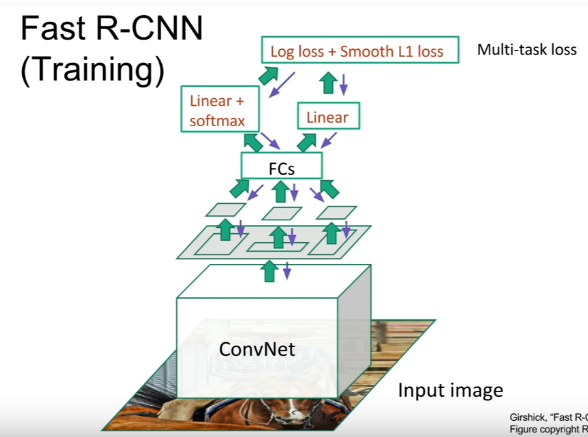 Fast R-CNN
(Training)
Log loss + Smooth L1 loss
Multi-task loss
Linear +
softmax
Linear
FCs
ConvNet
Input image
Girshick, "Fast R-C
Figure copyright R